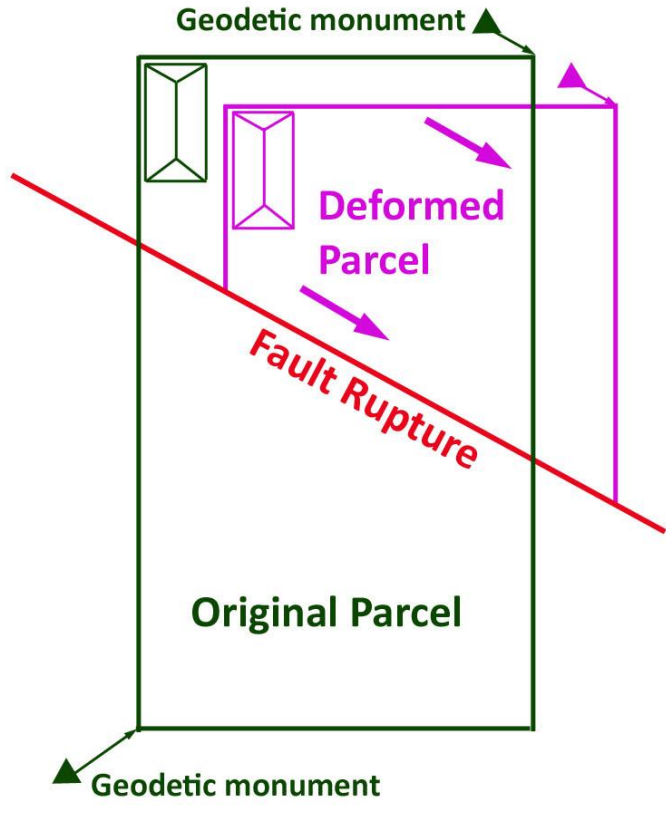 Geodetic monument
Deformed
Parcel
Fault Rupture
Original Parcel
Geodetic monument